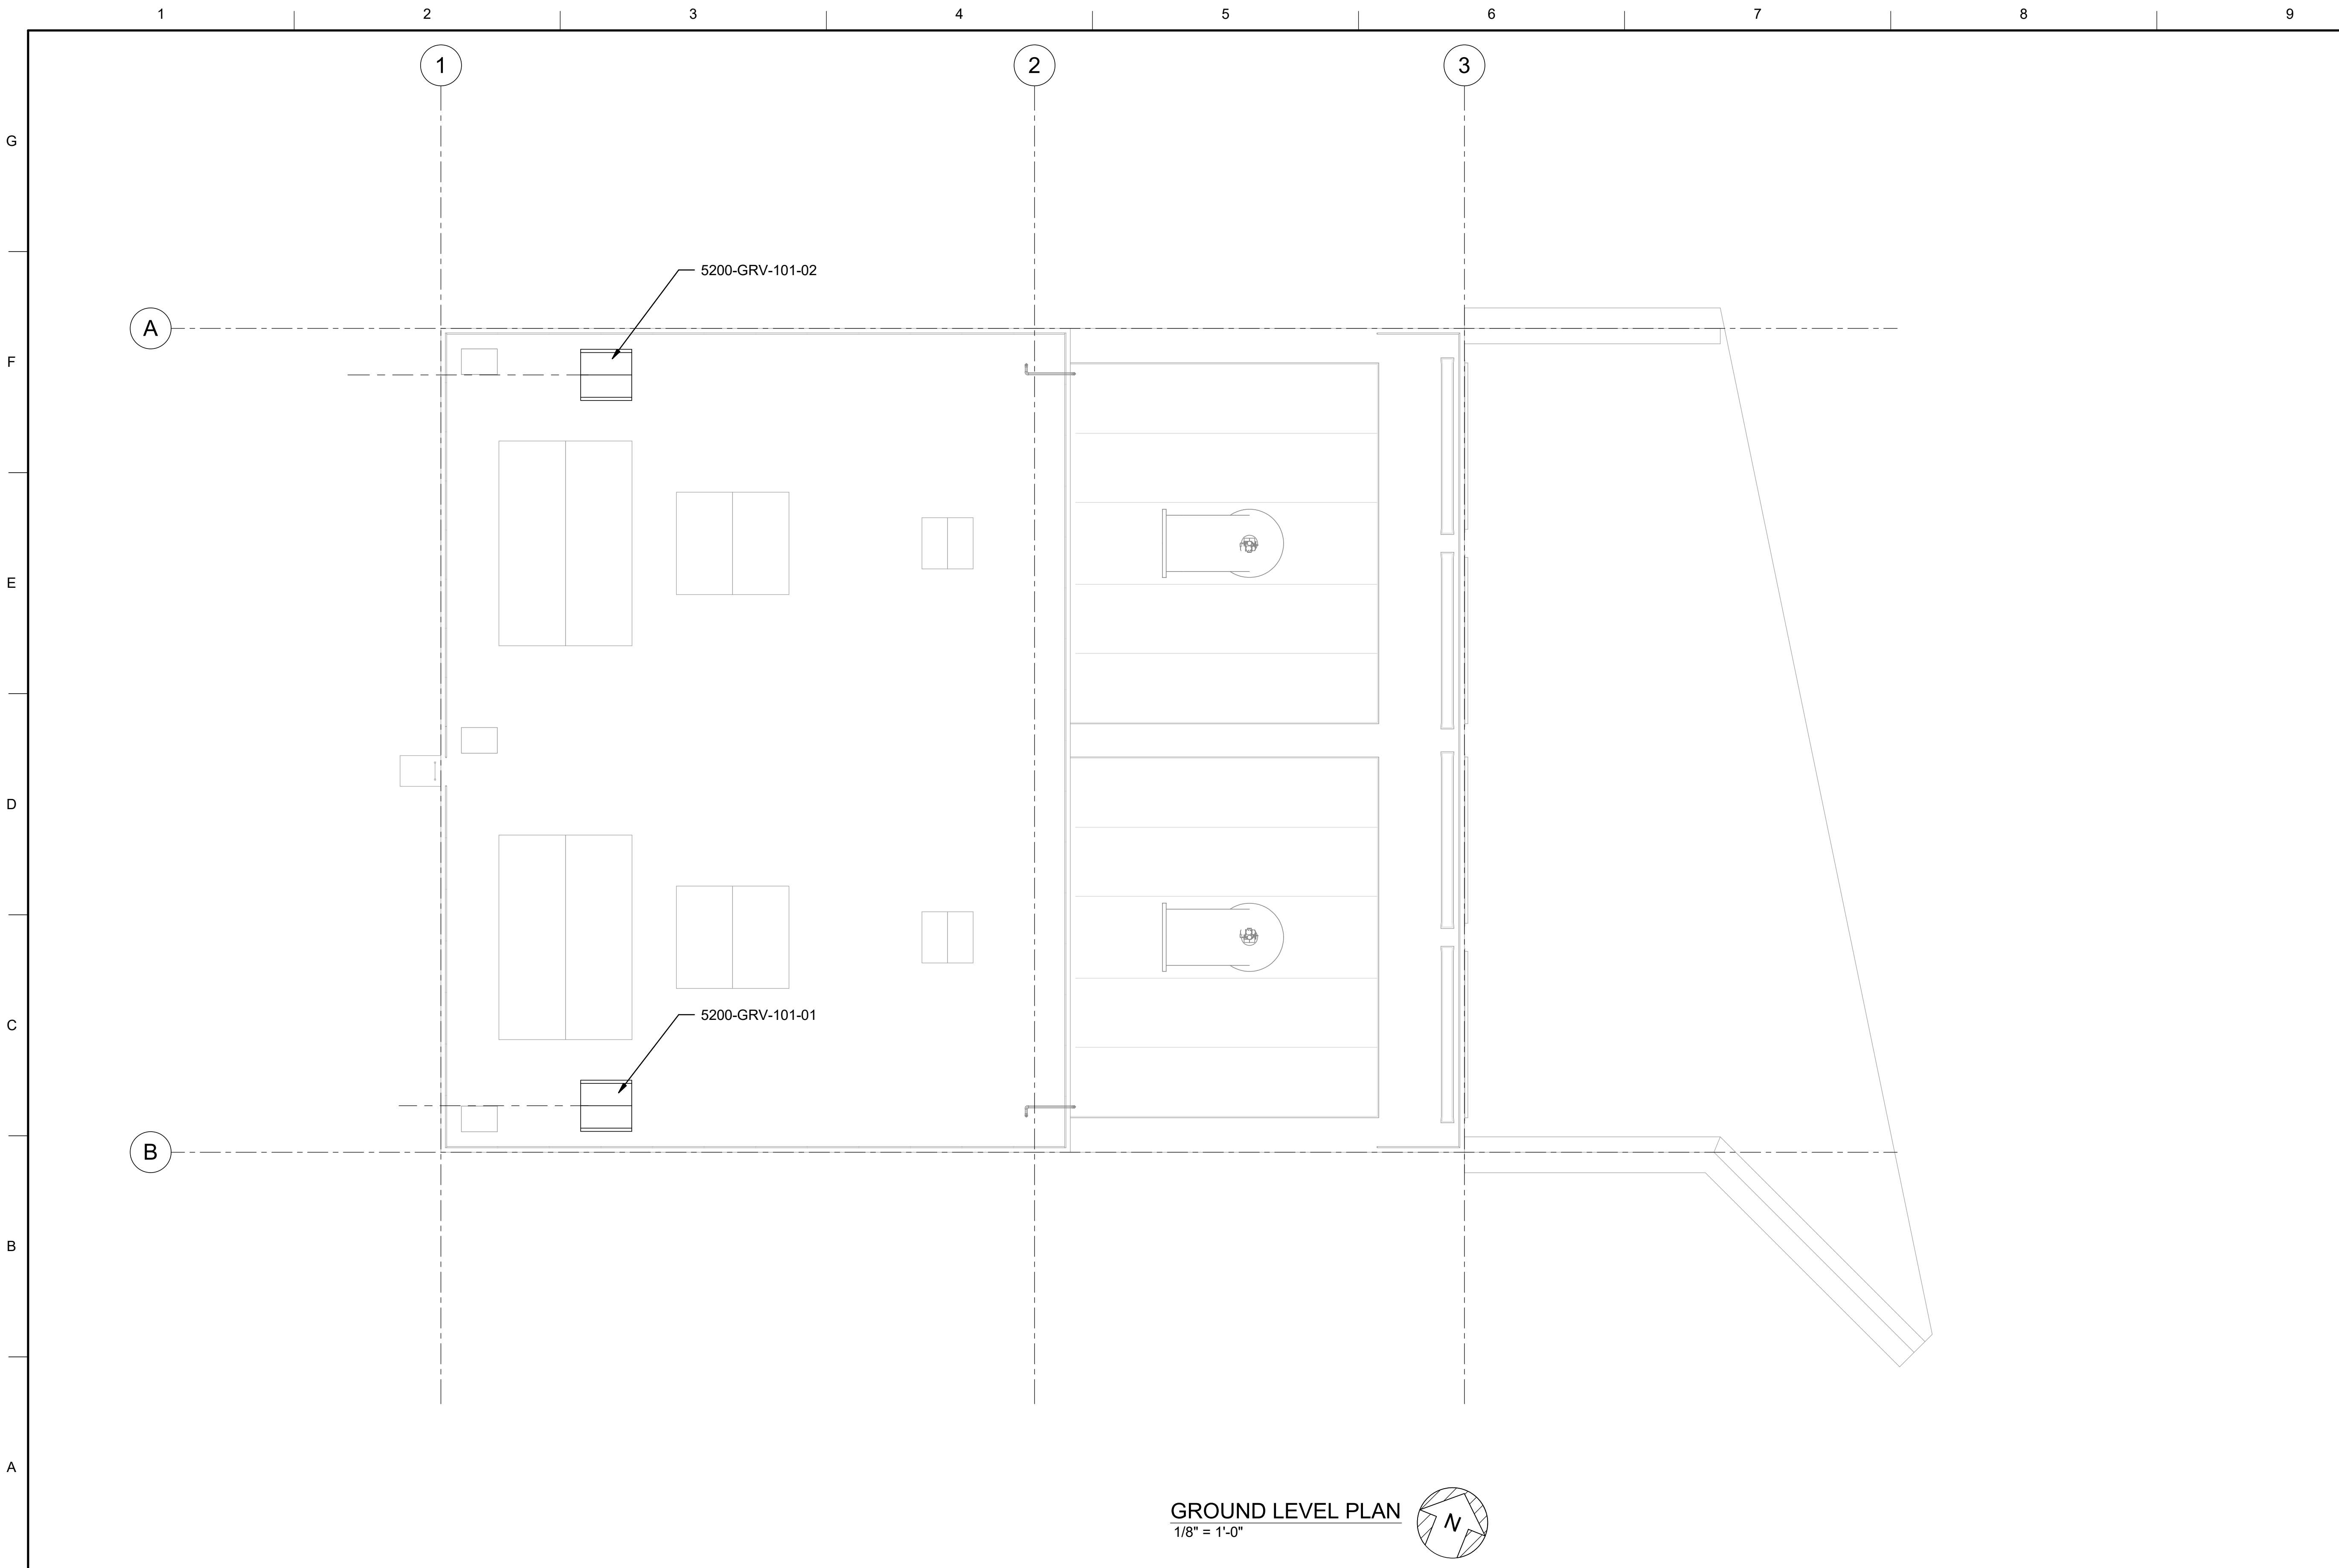 1 2 3 4 5 6 7 8 9
1 2 3
G
5200-GRV-101-02
A
F
E
D
C
5200-GRV-101-01
B
B
A
GROUND LEVEL PLAN
1/8" = 1'-0"
N